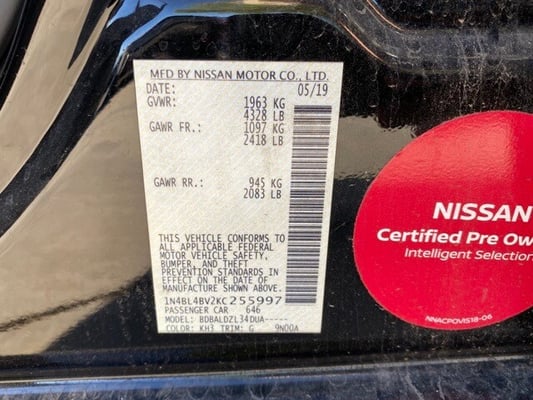 MFD BY NISSAN MOTOR CO., LTD.
DATE: 05/19
GVWR: 1963 KG
4328 LB
GAWR FR.: 1097 KG
2418 LB
GAWR RR.: 945 KG
2083 LB
THIS VEHICLE CONFORMS TO
ALL APPLICABLE FEDERAL
MOTOR VEHICLE SAFETY,
BUMPER, AND THEFT
PREVENTION STANDARDS IN
EFFECT ON THE DATE OF
MANUFACTURE SHOWN ABOVE.
1N4BL4BV2KC255997
PASSENGER CAR 646
MODEL: BDBALDZL34DUA-----
COLOR: KH3 TRIM: G 9N00A
NISSAN
Certified Pre Ow
Intelligent Selection
NNACPOVIS18-06